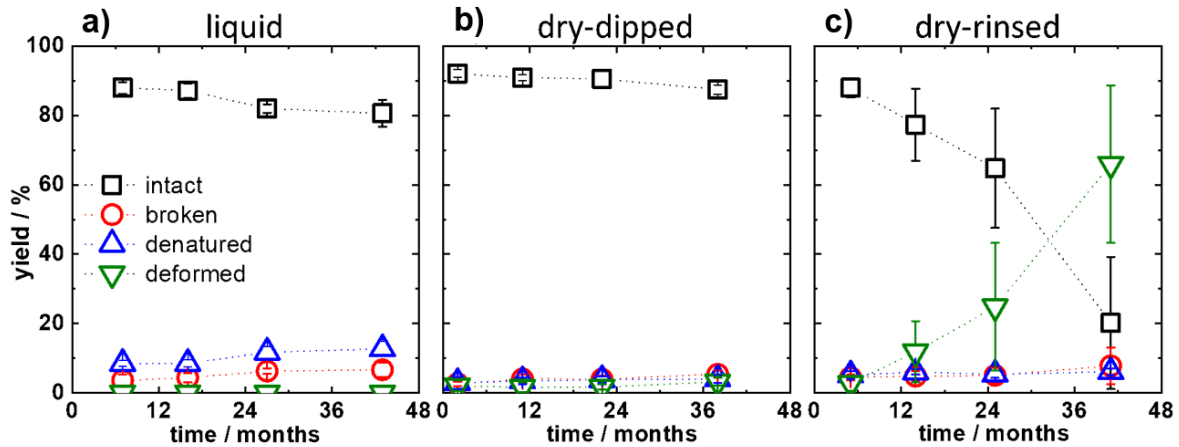 a) liquid
b) dry-dipped
c) dry-rinsed
yield / %
100
80
60
40
20
0
intact
broken
denatured
deformed
0 12 24 36 48
0 12 24 36 48
0 12 24 36 48
time / months
time / months
time / months